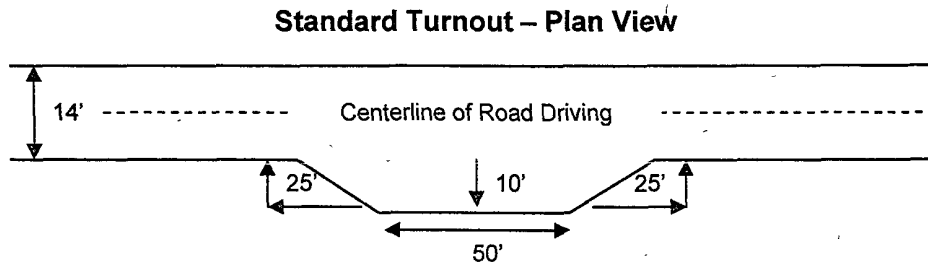 Standard Turnout – Plan View
14'
Centerline of Road Driving
25'
10'
25'
50'